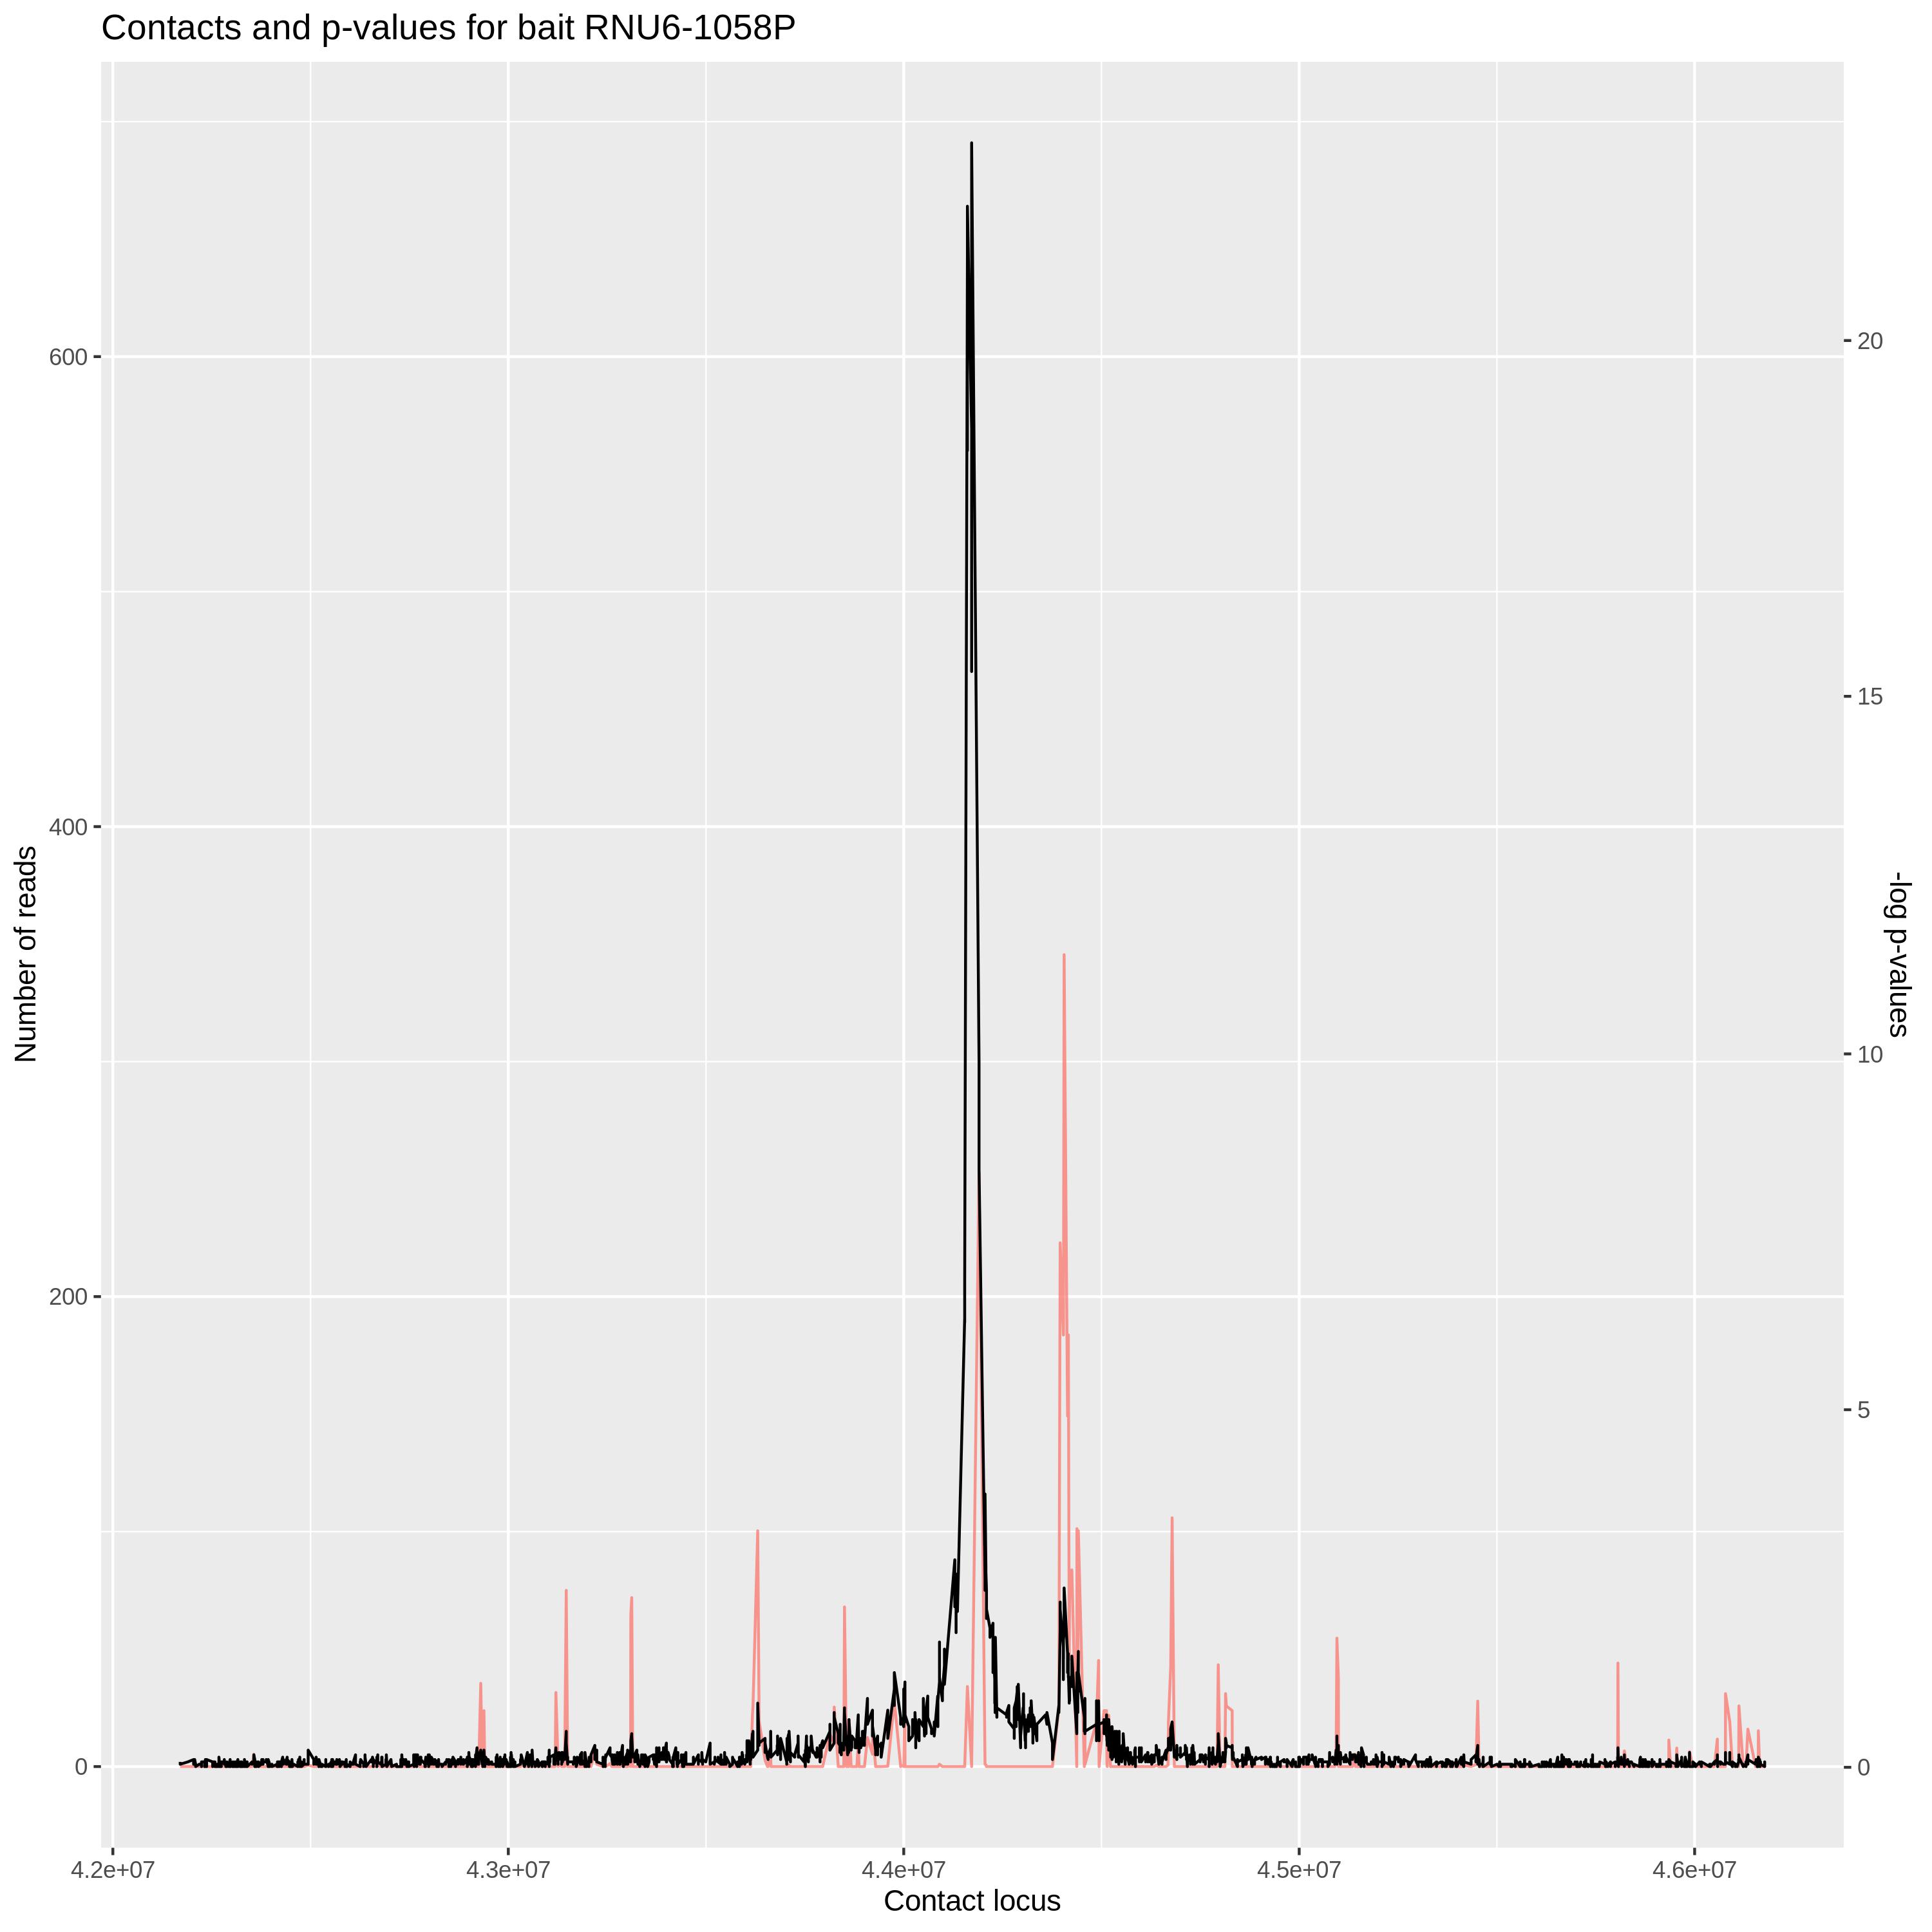 Contacts and p-values for bait RNU6-1058P
600
400
200
0
Number of reads
20
15
10
5
0
-log p-values
4.2e+07
4.3e+07
4.4e+07
4.5e+07
4.6e+07
Contact locus